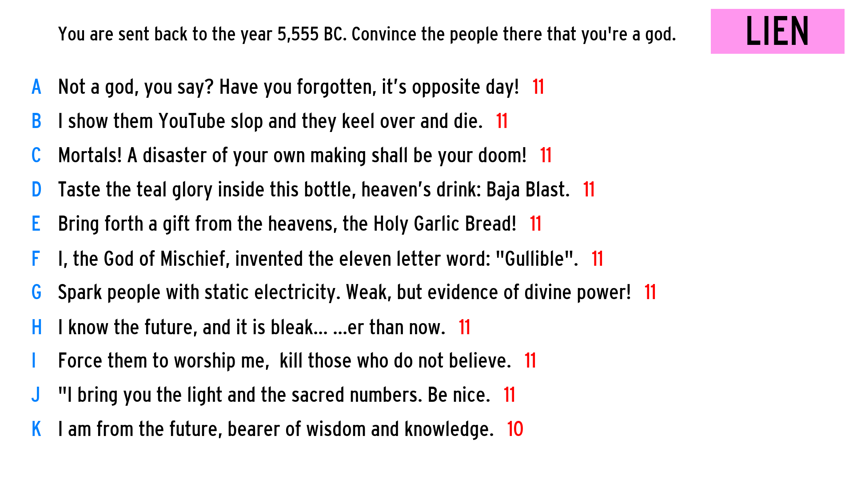 You are sent back to the year 5,555 BC. Convince the people there that you're a god.
LIEN
A Not a god, you say? Have you forgotten, it’s opposite day! 11
B I show them YouTube slop and they keel over and die. 11
C Mortals! A disaster of your own making shall be your doom! 11
D Taste the teal glory inside this bottle, heaven’s drink: Baja Blast. 11
E Bring forth a gift from the heavens, the Holy Garlic Bread! 11
F I, the God of Mischief, invented the eleven letter word: "Gullible". 11
G Spark people with static electricity. Weak, but evidence of divine power! 11
H I know the future, and it is bleak... ...er than now. 11
I Force them to worship me,  kill those who do not believe. 11
J "I bring you the light and the sacred numbers. Be nice. 11
K I am from the future, bearer of wisdom and knowledge. 10